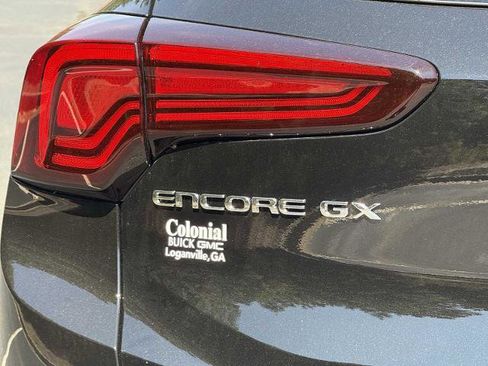 ENCORE GX
Colonial
BUICK GMC
Loganville, GA